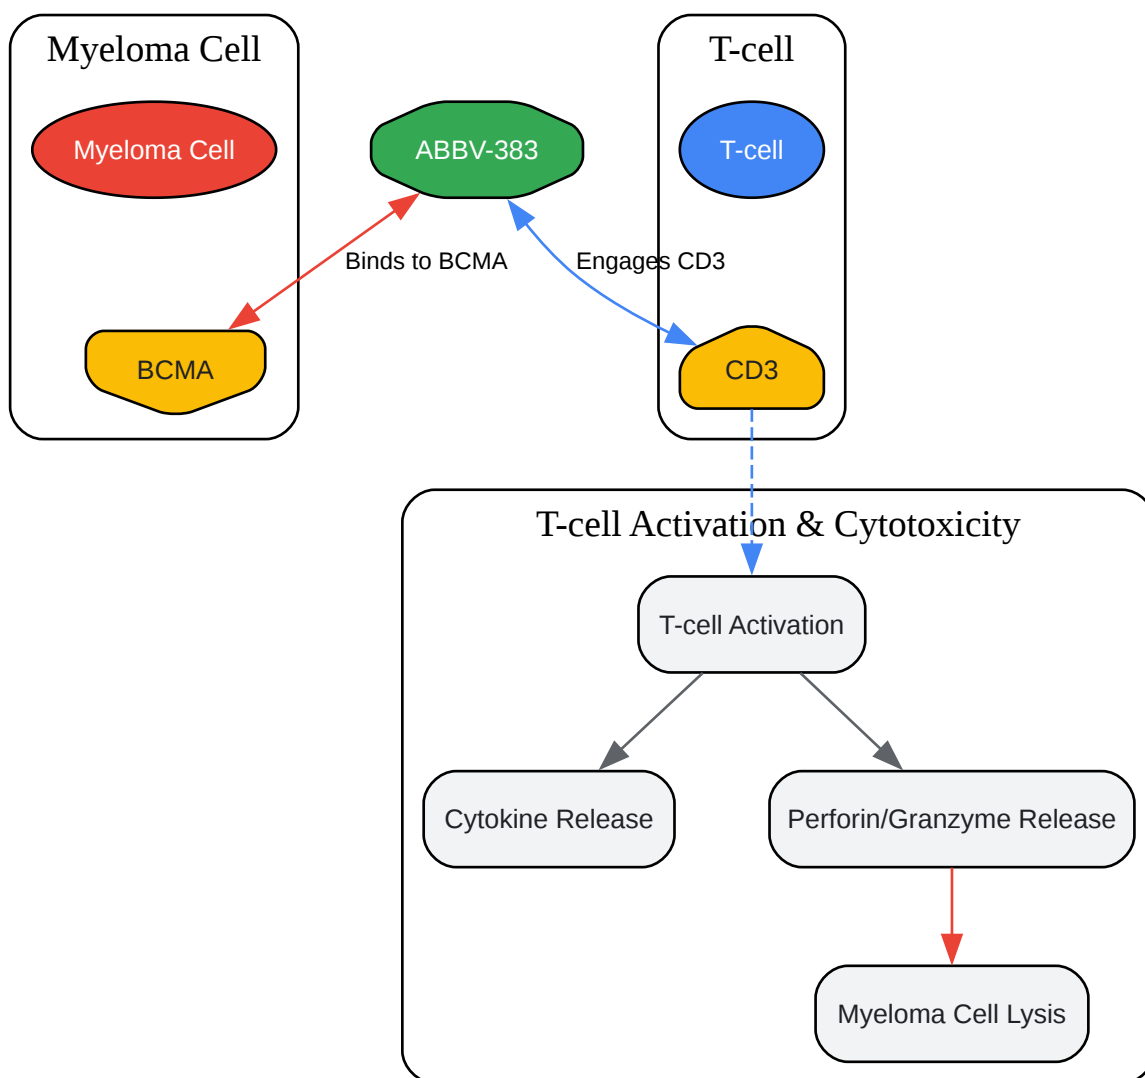 Myeloma Cell
T-cell
Myeloma Cell
ABBV-383
T-cell
Binds to BCMA
Engages CD3
BCMA
CD3
T-cell Activation & Cytotoxicity
T-cell Activation
Cytokine Release
Perforin/Granzyme Release
Myeloma Cell Lysis